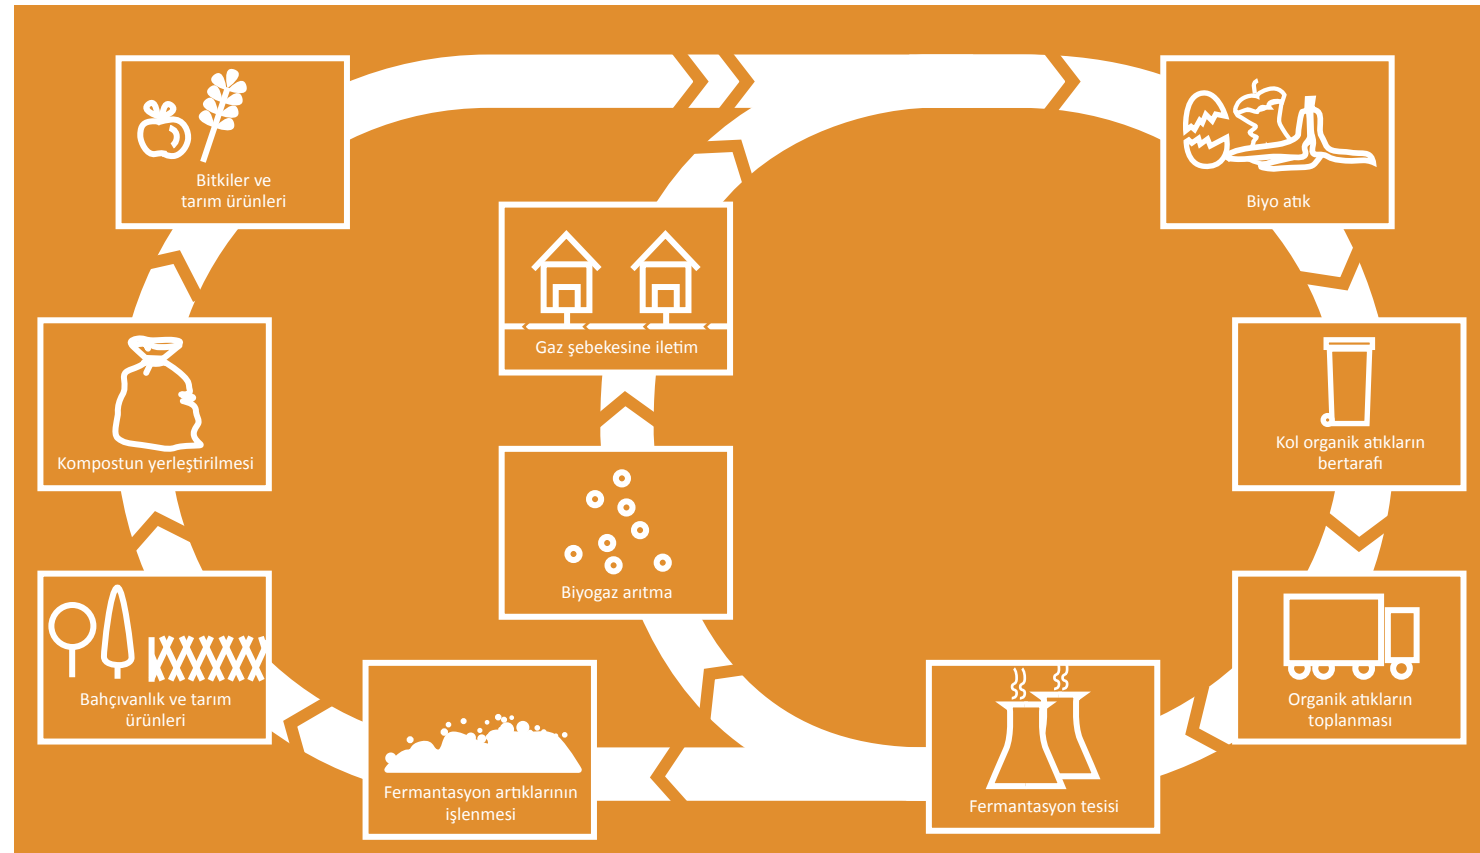 Bitkiler ve
tarım ürünleri
Biyo atık
Gaz şebekesine iletim
Kompostun yerleştirilmesi
Kol organik atıkların
bertarafı
Biyogaz arıtma
Bahçıvanlık ve tarım
ürünleri
Organik atıkların
toplanması
Fermantasyon artıklarının
işlenmesi
Fermantasyon tesisi